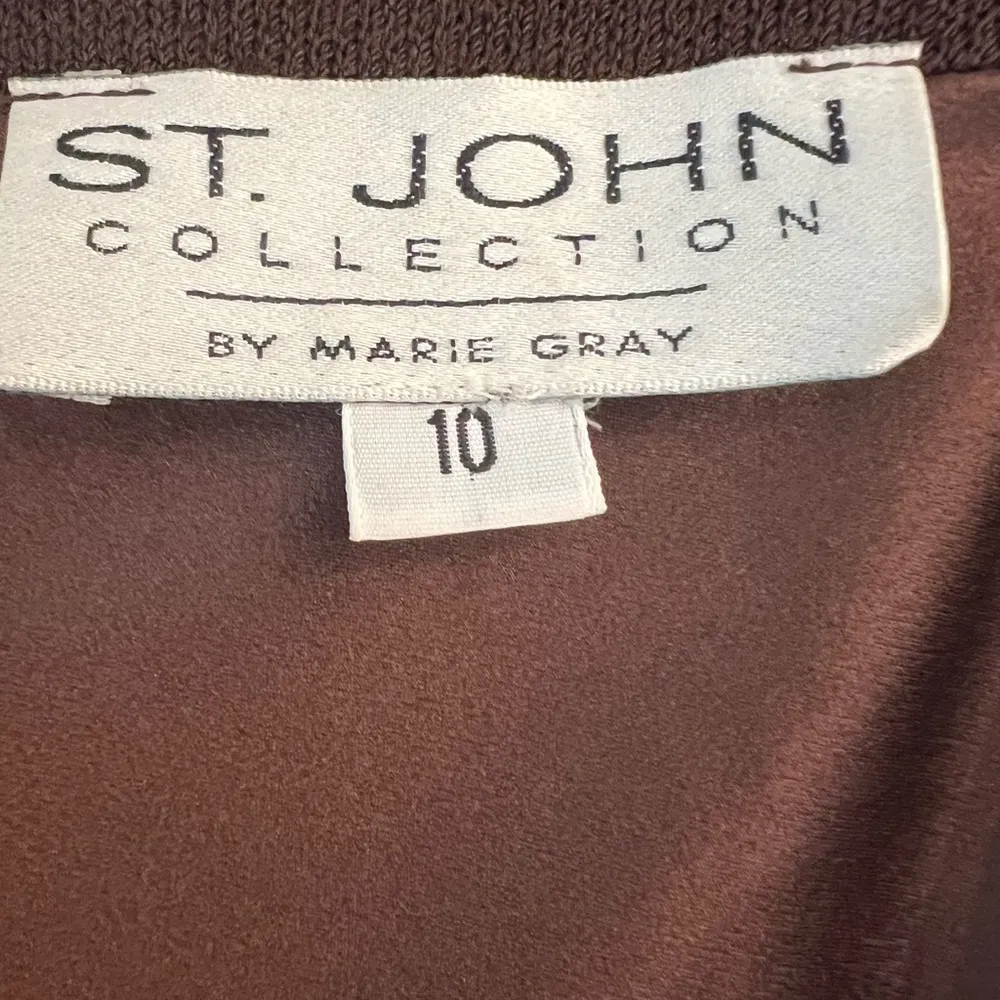 ST. JOHN
COLLECTION
BY MARIE GRAY
10